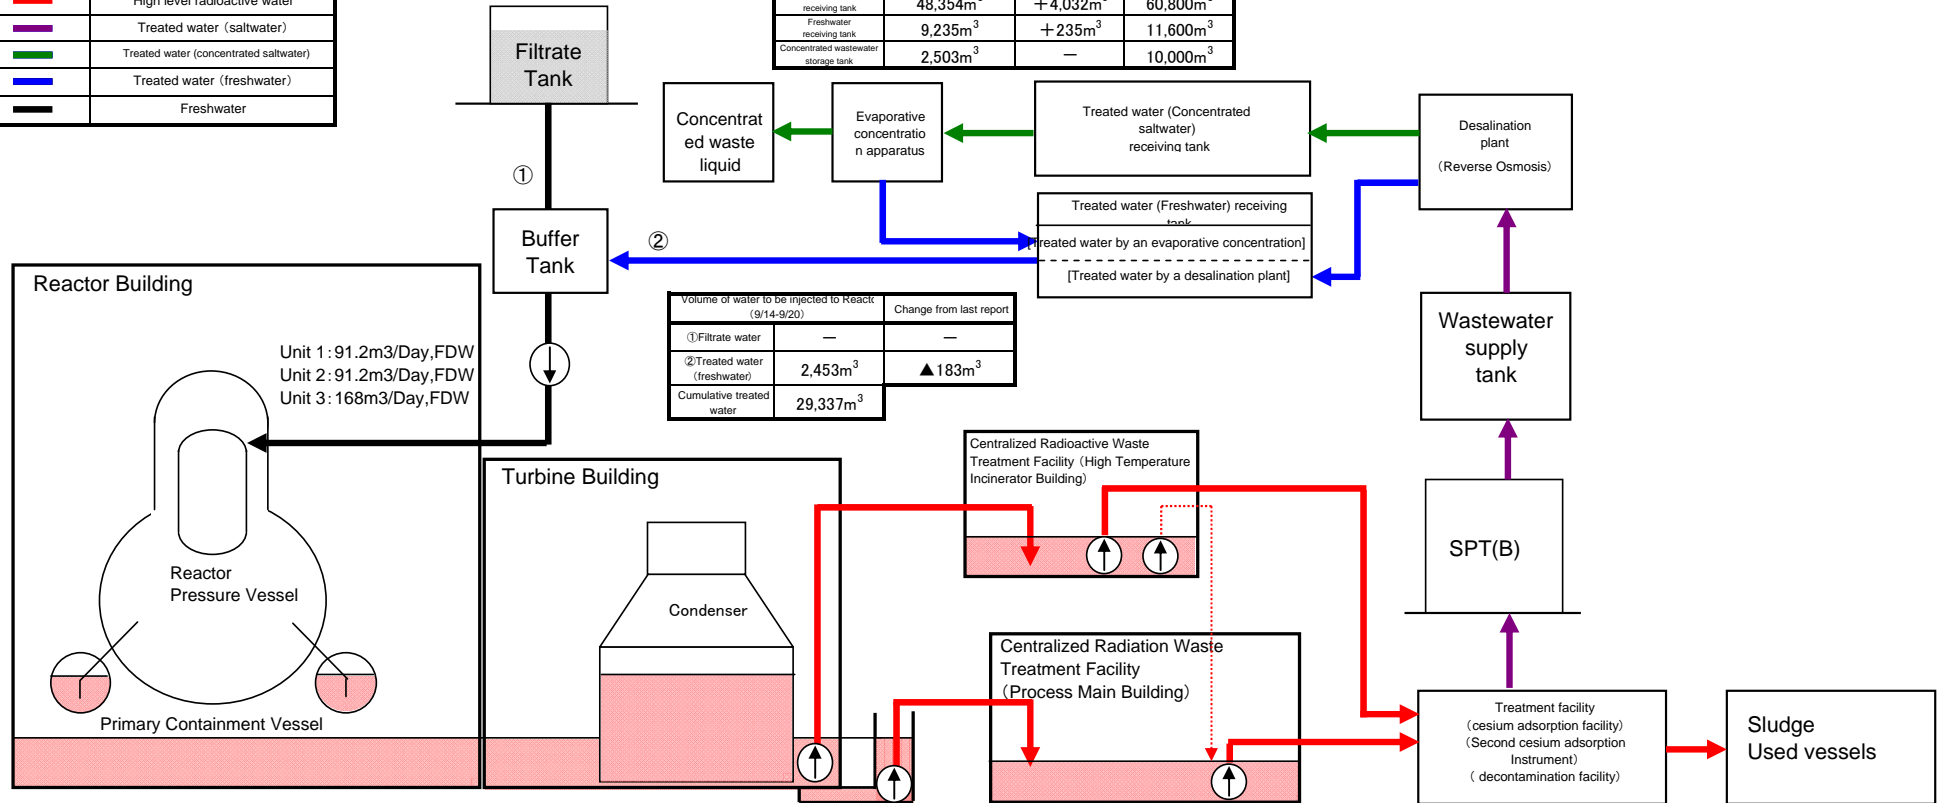 High level radioactive water
Treated water (saltwater)
Treated water (concentrated saltwater)
Treated water (freshwater)
Freshwater
receiving tank 48,354m³ +4,032m³ 60,800m³
Freshwater
receiving tank 9,235m³ +235m³ 11,600m³
Concentrated wastewater
storage tank 2,503m³ — 10,000m³
Filtrate
Tank
①
Buffer
Tank
②
Concentrat
ed waste
liquid
Evaporative
concentratio
n apparatus
Treated water (Concentrated
saltwater)
receiving tank
Desalination
plant
(Reverse Osmosis)
Treated water (Freshwater) receiving
tank
[Treated water by an evaporative concentration]
[Treated water by a desalination plant]
Volume of water to be injected to Reacto
(9/14-9/20)
Change from last report
①Filtrate water — —
②Treated water
(freshwater) 2,453m³ ▲183m³
Cumulative treated
water 29,337m³
Wastewater
supply
tank
SPT(B)
Reactor Building
Unit 1:91.2m3/Day,FDW
Unit 2:91.2m3/Day,FDW
Unit 3:168m3/Day,FDW
Reactor
Pressure Vessel
Primary Containment Vessel
Turbine Building
Condenser
Centralized Radioactive Waste
Treatment Facility (High Temperature
Incinerator Building)
Centralized Radiation Waste
Treatment Facility
(Process Main Building)
Treatment facility
(cesium adsorption facility)
(Second cesium adsorption
Instrument)
( decontamination facility)
Sludge
Used vessels